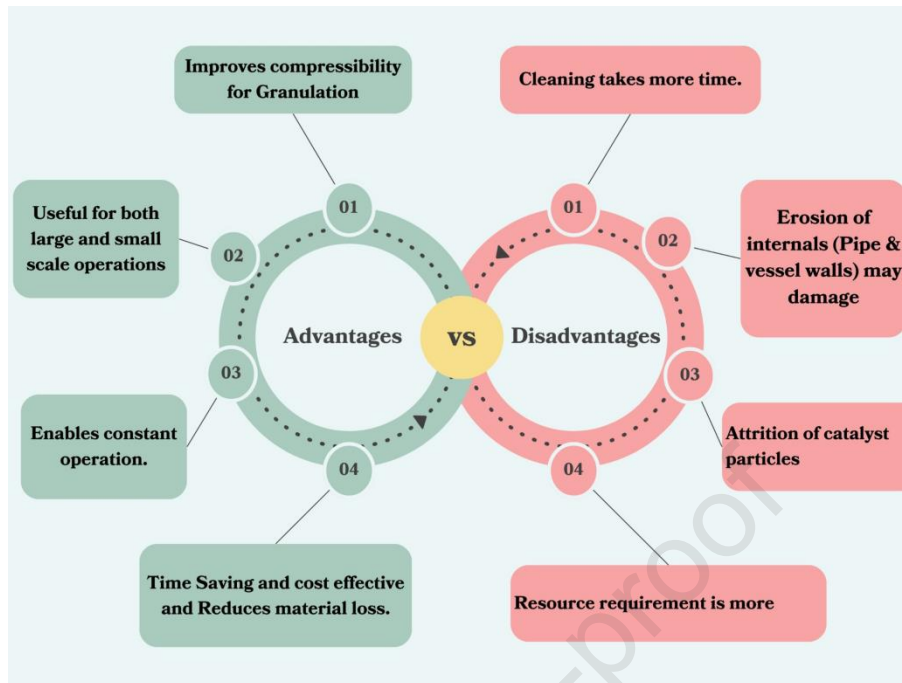 Improves compressibility
for Granulation
01
Useful for both
large and small
scale operations
02
03
Enables constant
operation.
04
Time Saving and cost effective
and Reduces material loss.
Advantages
vs
Disadvantages
Cleaning takes more time.
01
02
Erosion of
internals (Pipe &
vessel walls) may
damage
03
Attrition of catalyst
particles
04
Resource requirement is more
-proof